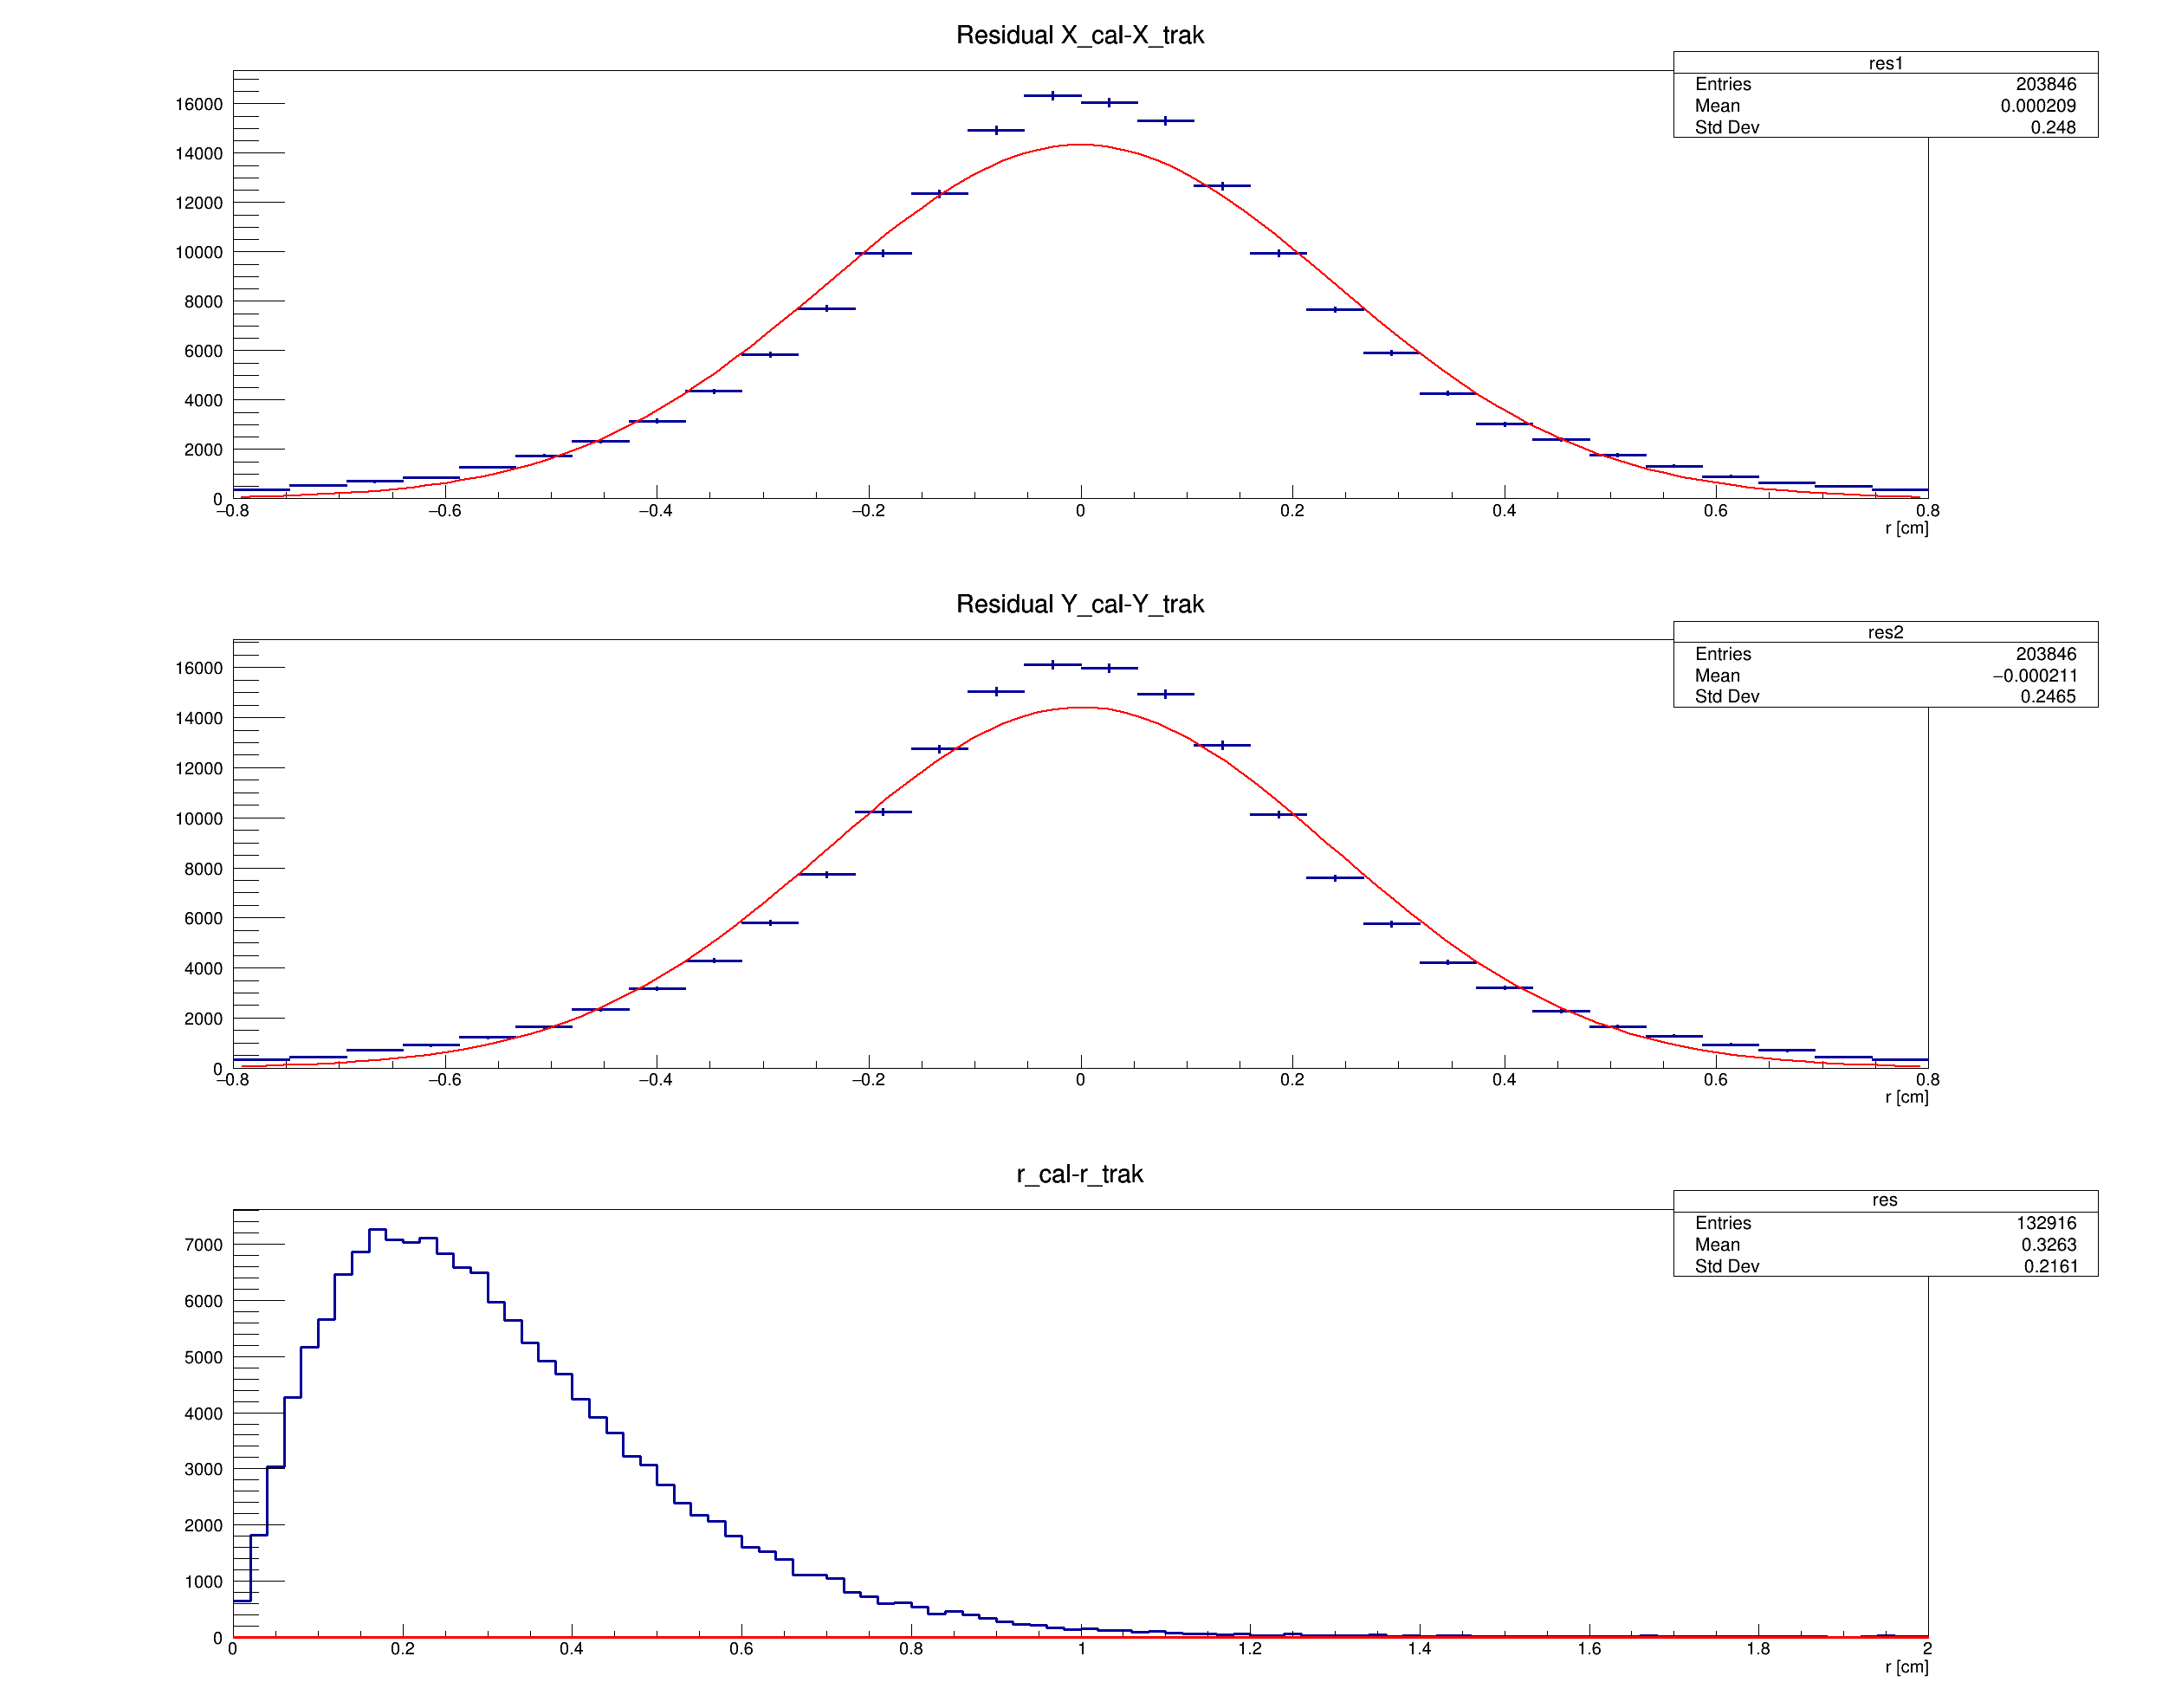 Residual X_cal-X_trak
res1
Entries 203846
Mean 0.000209
Std Dev 0.248
16000
14000
12000
10000
8000
6000
4000
2000
0
−0.8 −0.6 −0.4 −0.2 0 0.2 0.4 0.6 0.8
r [cm]
Residual Y_cal-Y_trak
res2
Entries 203846
Mean −0.000211
Std Dev 0.2465
16000
14000
12000
10000
8000
6000
4000
2000
0
−0.8 −0.6 −0.4 −0.2 0 0.2 0.4 0.6 0.8
r [cm]
r_cal-r_trak
res
Entries 132916
Mean 0.3263
Std Dev 0.2161
7000
6000
5000
4000
3000
2000
1000
0
0 0.2 0.4 0.6 0.8 1 1.2 1.4 1.6 1.8 2
r [cm]